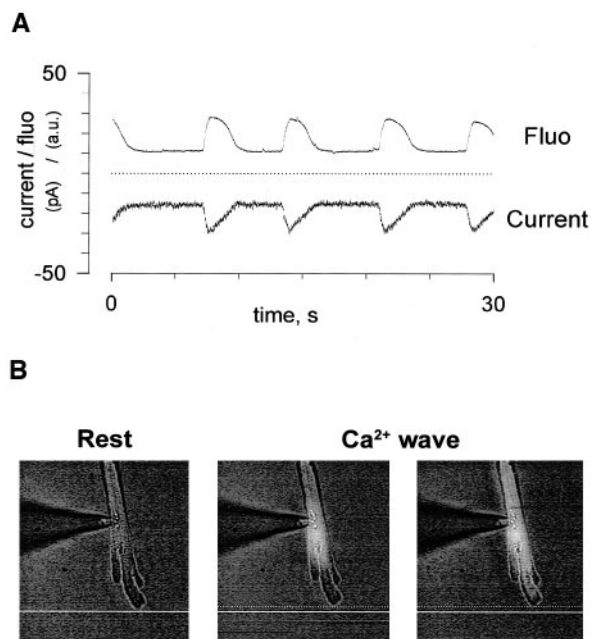 A
50
current / fluo
(pA) / (a.u.)
-50
Fluo
Current
0
30
time, s
B
Rest
Ca²⁺ wave